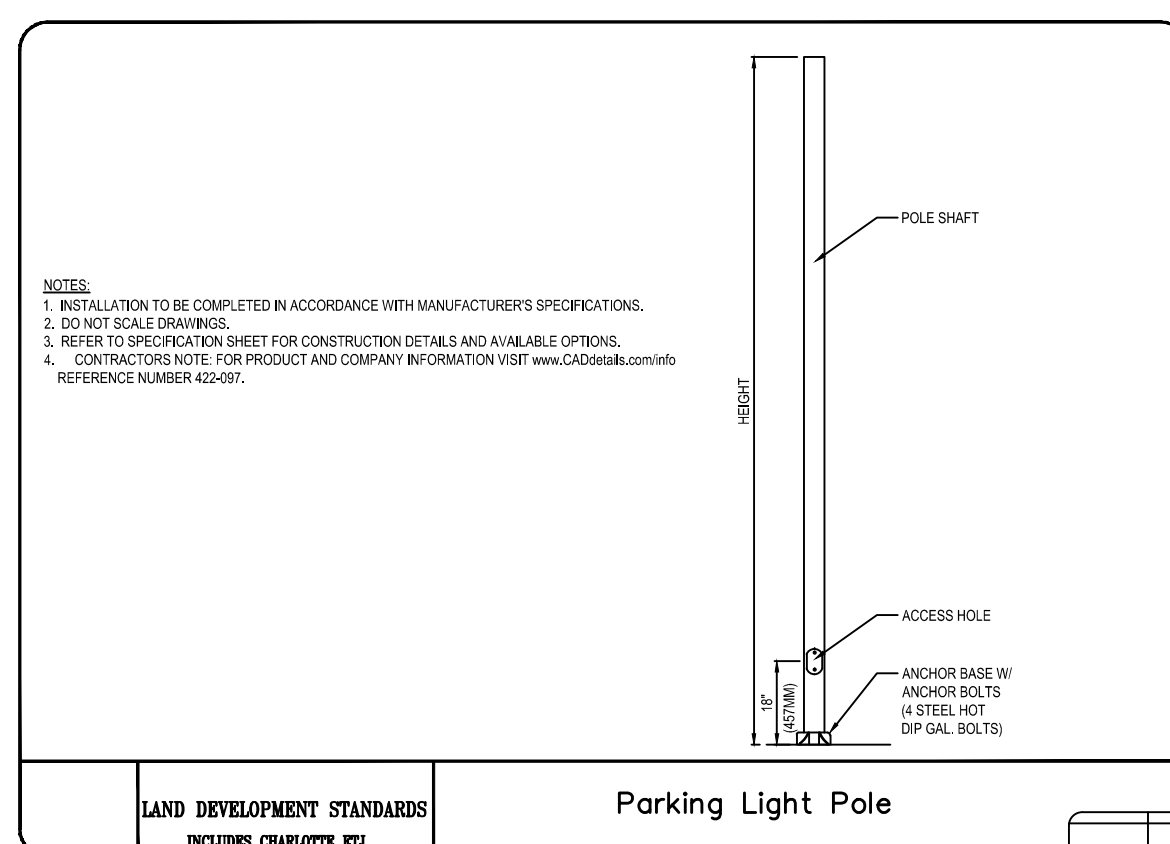 NOTES:
1. INSTALLATION TO BE COMPLETED IN ACCORDANCE WITH MANUFACTURER'S SPECIFICATIONS.
2. DO NOT SCALE DRAWINGS.
3. REFER TO SPECIFICATION SHEET FOR CONSTRUCTION DETAILS AND AVAILABLE OPTIONS.
4. CONTRACTORS NOTE: FOR PRODUCT AND COMPANY INFORMATION VISIT www.CADdetails.com/info
REFERENCE NUMBER 422-097.
HEIGHT
POLE SHAFT
ACCESS HOLE
18"
(457MM)
ANCHOR BASE W/
ANCHOR BOLTS
(4 STEEL HOT
DIP GAL. BOLTS)
LAND DEVELOPMENT STANDARDS
INCLUDES CHARLOTTE ETJ
Parking Light Pole